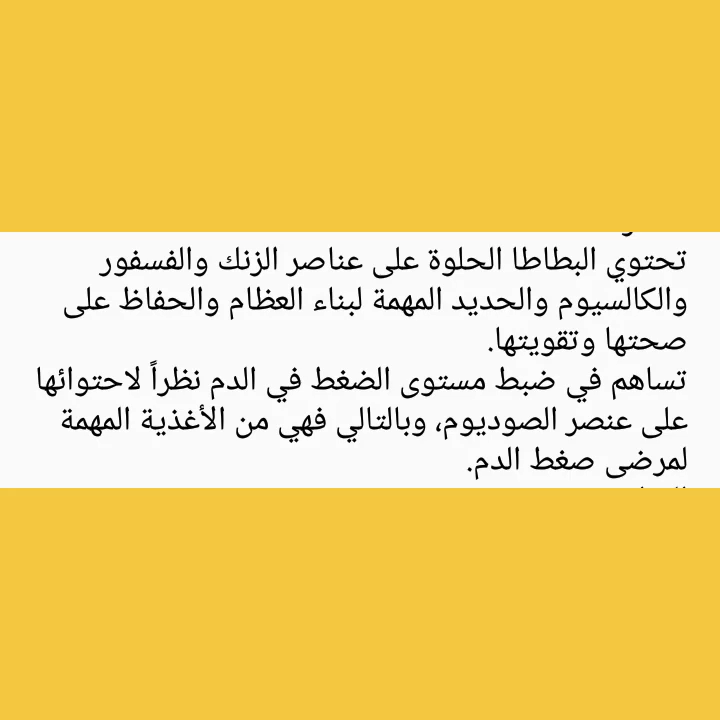 تحتوي البطاطا الحلوة على عناصر الزنك والفسفور
والكالسيوم والحديد المهمة لبناء العظام والحفاظ على
صحتها وتقويتها.
تساهم في ضبط مستوى الضغط في الدم نظراً لاحتوائها
على عنصر الصوديوم، وبالتالي فهي من الأغذية المهمة
لمرضى صغط الدم.